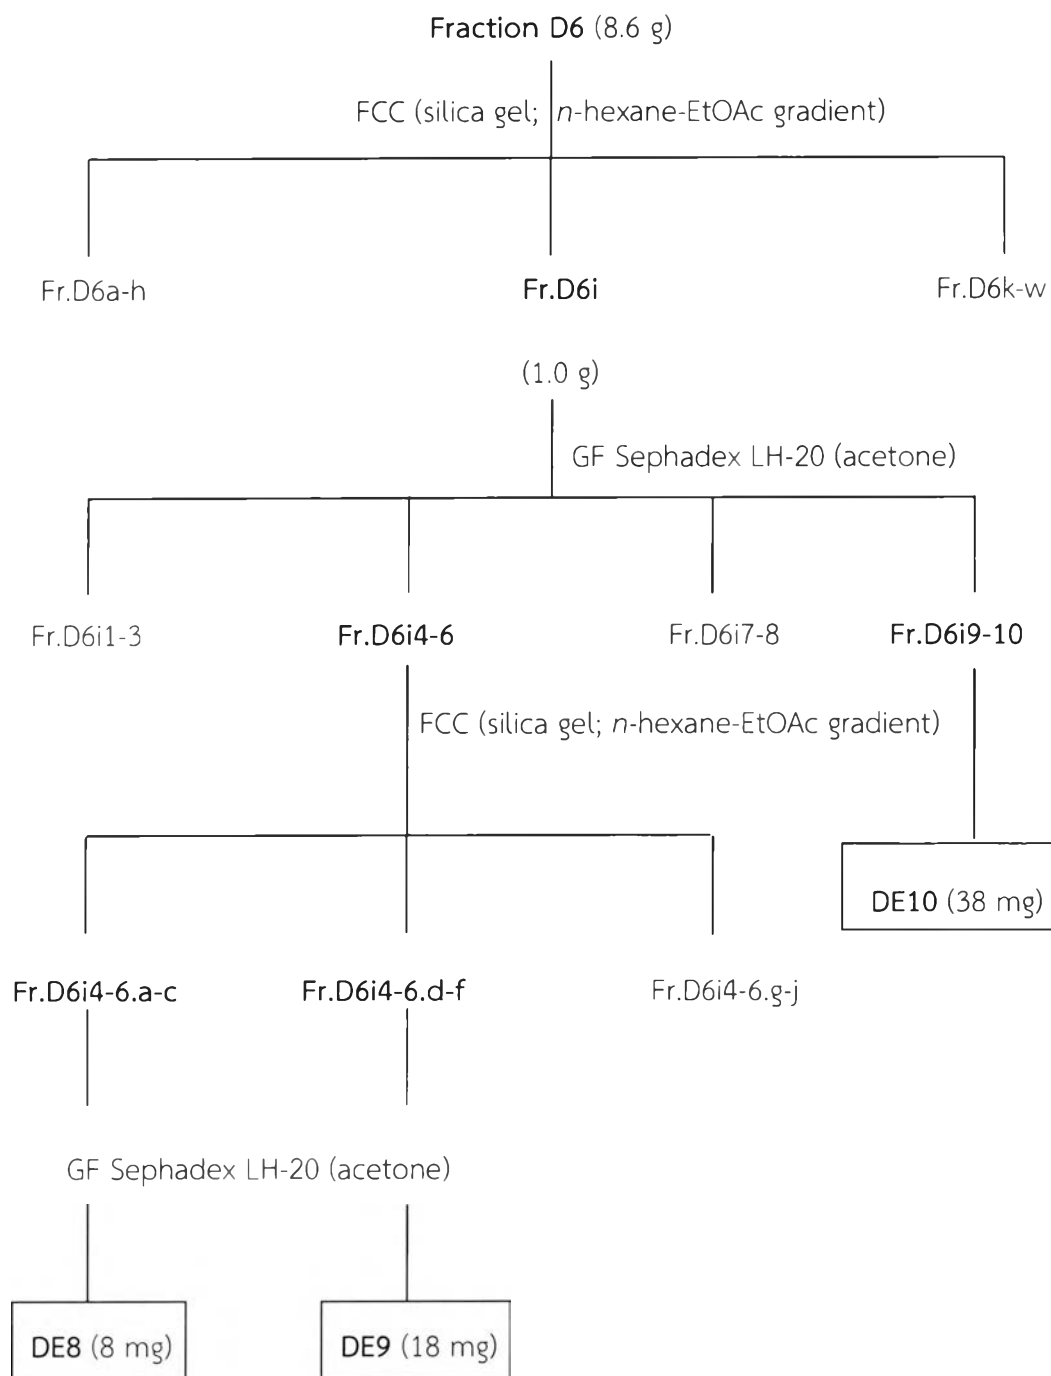 Fraction D6 (8.6 g)
FCC (silica gel; n-hexane-EtOAc gradient)
Fr.D6a-h Fr.D6i Fr.D6k-w
(1.0 g)
GF Sephadex LH-20 (acetone)
Fr.D6i1-3 Fr.D6i4-6 Fr.D6i7-8 Fr.D6i9-10
FCC (silica gel; n-hexane-EtOAc gradient)
DE10 (38 mg)
Fr.D6i4-6.a-c Fr.D6i4-6.d-f Fr.D6i4-6.g-j
GF Sephadex LH-20 (acetone)
DE8 (8 mg) DE9 (18 mg)